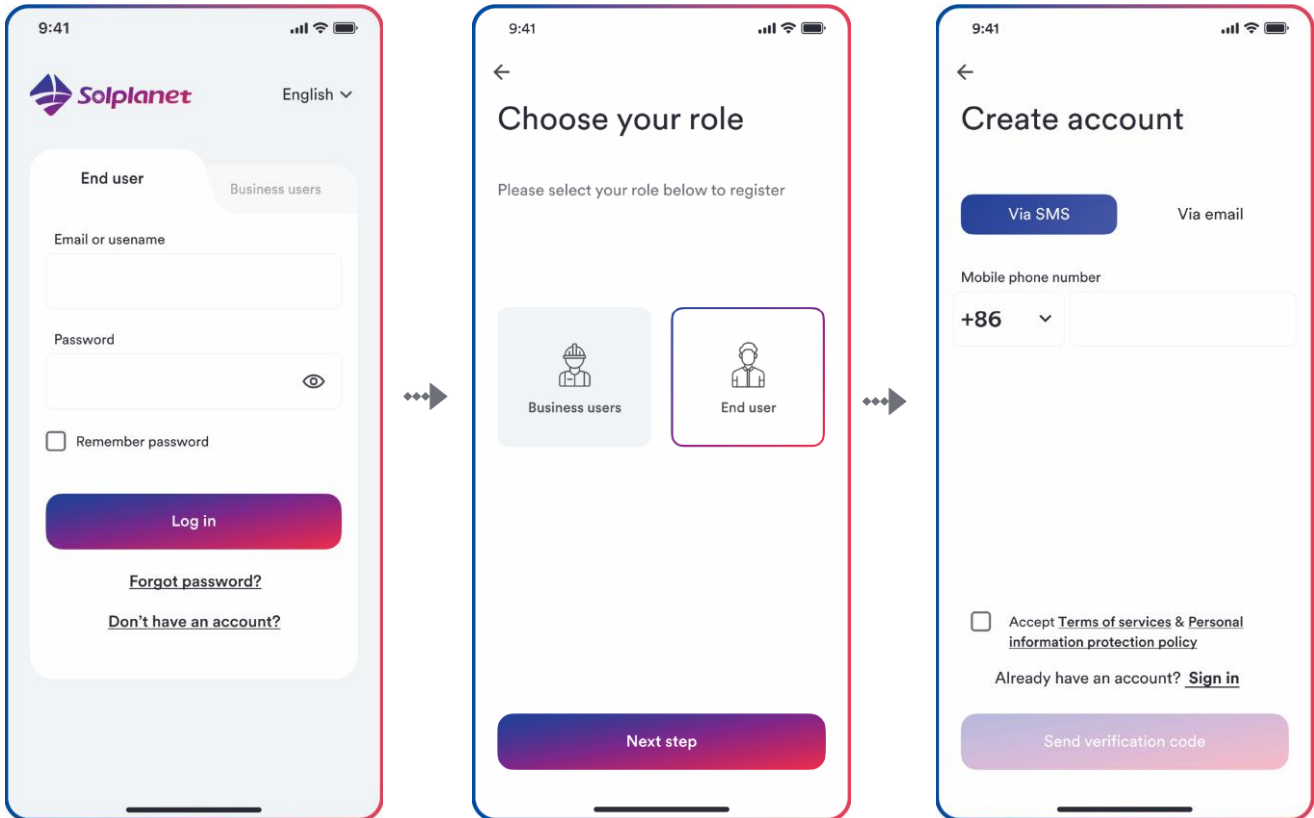 9:41
Solplanet
English
End user
Business users
Email or usename
Password
Remember password
Log in
Forgot password?
Don't have an account?
9:41
Choose your role
Please select your role below to register
Business users
End user
Next step
9:41
Create account
Via SMS
Via email
Mobile phone number
+86
Accept Terms of services & Personal
information protection policy
Already have an account? Sign in
Send verification code